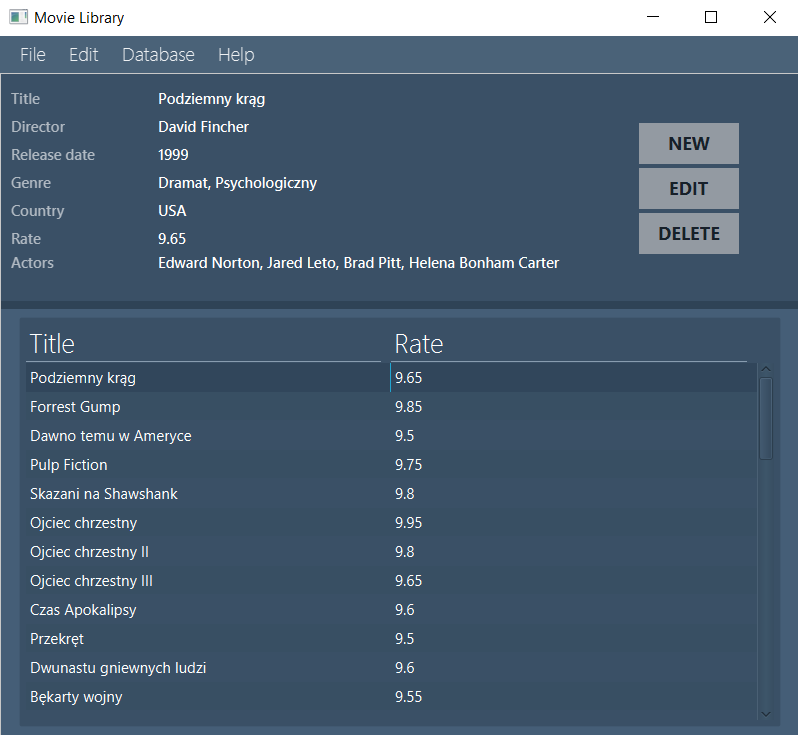 Movie Library
File Edit Database Help
Title Podziemny krąg
Director David Fincher
Release date 1999
Genre Dramat, Psychologiczny
Country USA
Rate 9.65
Actors Edward Norton, Jared Leto, Brad Pitt, Helena Bonham Carter
NEW
EDIT
DELETE
Title Rate
Podziemny krąg 9.65
Forrest Gump 9.85
Dawno temu w Ameryce 9.5
Pulp Fiction 9.75
Skazani na Shawshank 9.8
Ojciec chrzestny 9.95
Ojciec chrzestny II 9.8
Ojciec chrzestny III 9.65
Czas Apokalipsy 9.6
Przekręt 9.5
Dwunastu gniewnych ludzi 9.6
Bękarty wojny 9.55